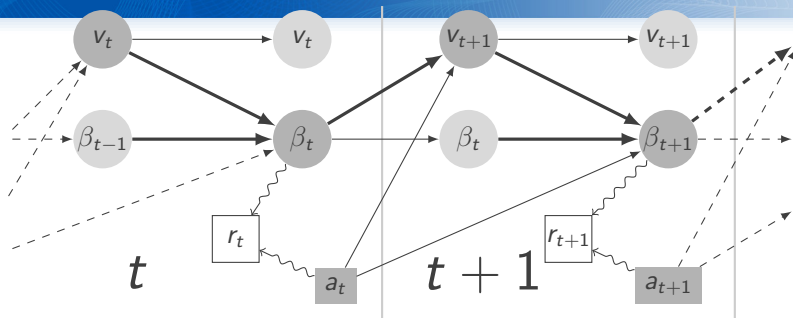 v_t v_t v_{t+1} v_{t+1}
β_{t−1} β_t β_t β_{t+1}
r_t r_{t+1}
t t + 1
a_t a_{t+1}